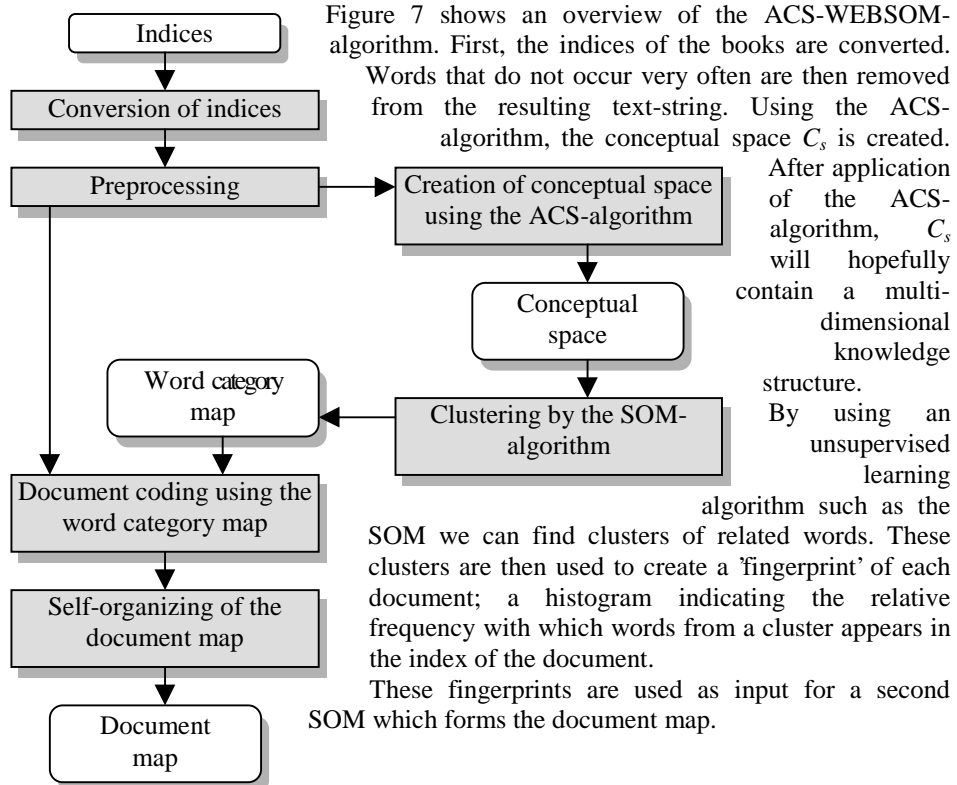 Indices
Conversion of indices
Preprocessing
Creation of conceptual space
using the ACS-algorithm
Conceptual
space
Word category
map
Clustering by the SOM-
algorithm
Document coding using the
word category map
Self-organizing of the
document map
Document
map
Figure 7 shows an overview of the ACS-WEBSOM-
algorithm. First, the indices of the books are converted.
Words that do not occur very often are then removed
from the resulting text-string. Using the ACS-
algorithm, the conceptual space Cs is created.
After application
of the ACS-
algorithm, Cs
will hopefully
contain a multi-
dimensional
knowledge
structure.
By using an
unsupervised
learning
algorithm such as the
SOM we can find clusters of related words. These
clusters are then used to create a 'fingerprint' of each
document; a histogram indicating the relative
frequency with which words from a cluster appears in
the index of the document.
These fingerprints are used as input for a second
SOM which forms the document map.